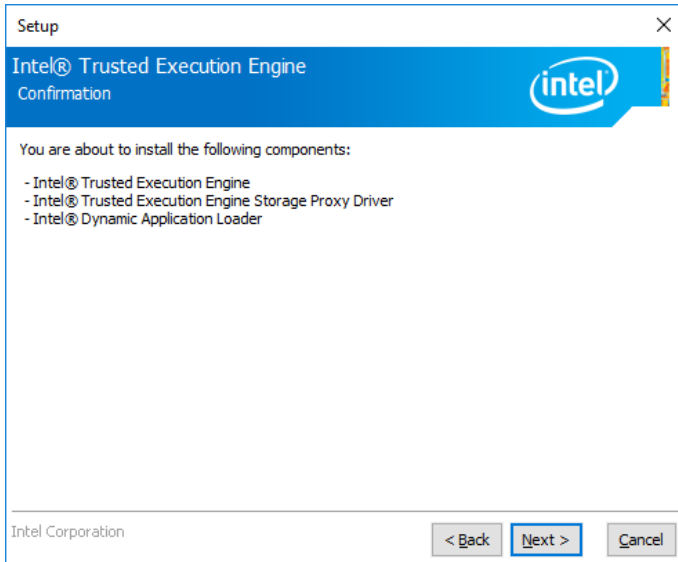 Setup
Intel® Trusted Execution Engine
Confirmation
intel
You are about to install the following components:
- Intel® Trusted Execution Engine
- Intel® Trusted Execution Engine Storage Proxy Driver
- Intel® Dynamic Application Loader
Intel Corporation
< Back Next > Cancel